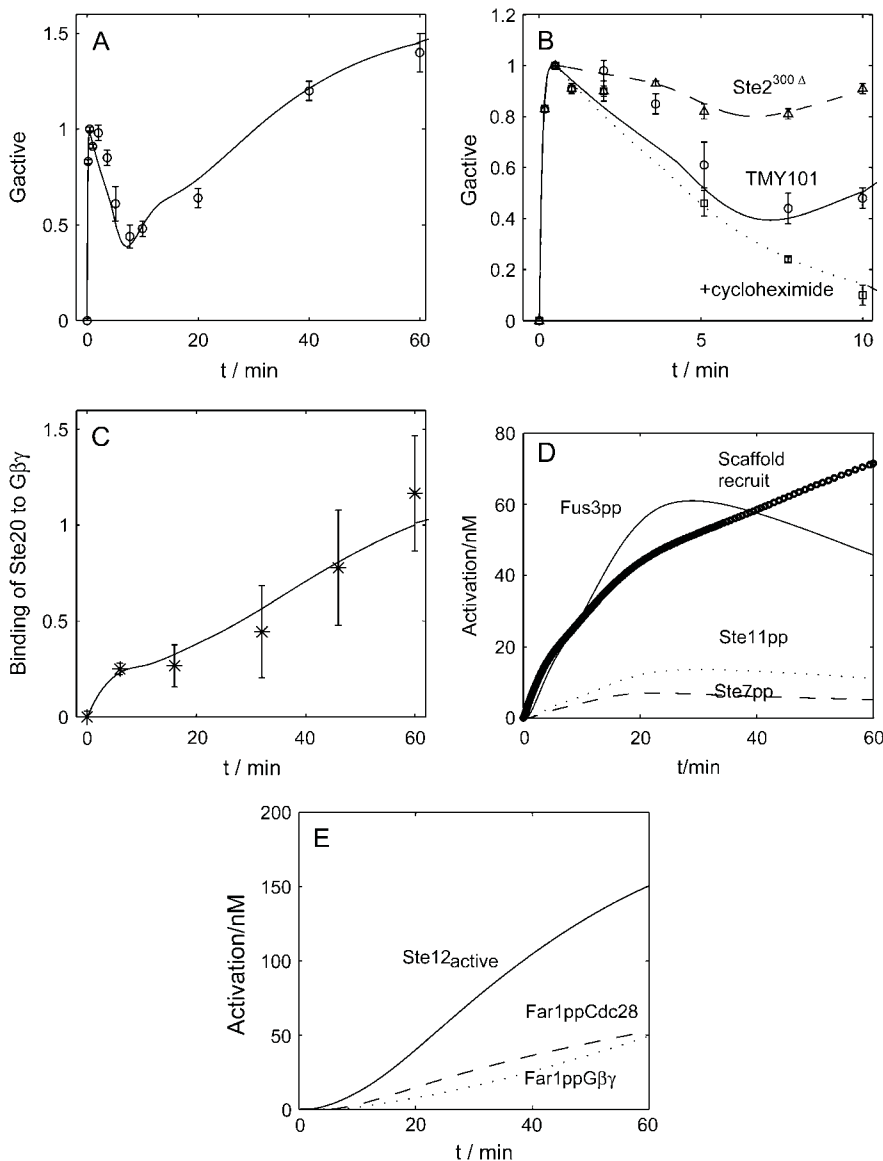 A
1.5
1
0.5
0
Gactive
0
20
40
60
t / min
B
1.2
1
0.8
0.6
0.4
0.2
0
Gactive
Ste2300 Δ
TMY101
+cycloheximide
0
5
10
t / min
C
1.5
1
0.5
0
Binding of Ste20 to Gβγ
0
20
40
60
t / min
D
80
60
40
20
0
Activation/nM
Fus3pp
Scaffold
recruit
Ste11pp
Ste7pp
0
20
40
60
t/min
E
200
150
100
50
0
Activation/nM
Ste12active
Far1ppCdc28
Far1ppGβγ
0
20
40
60
t / min